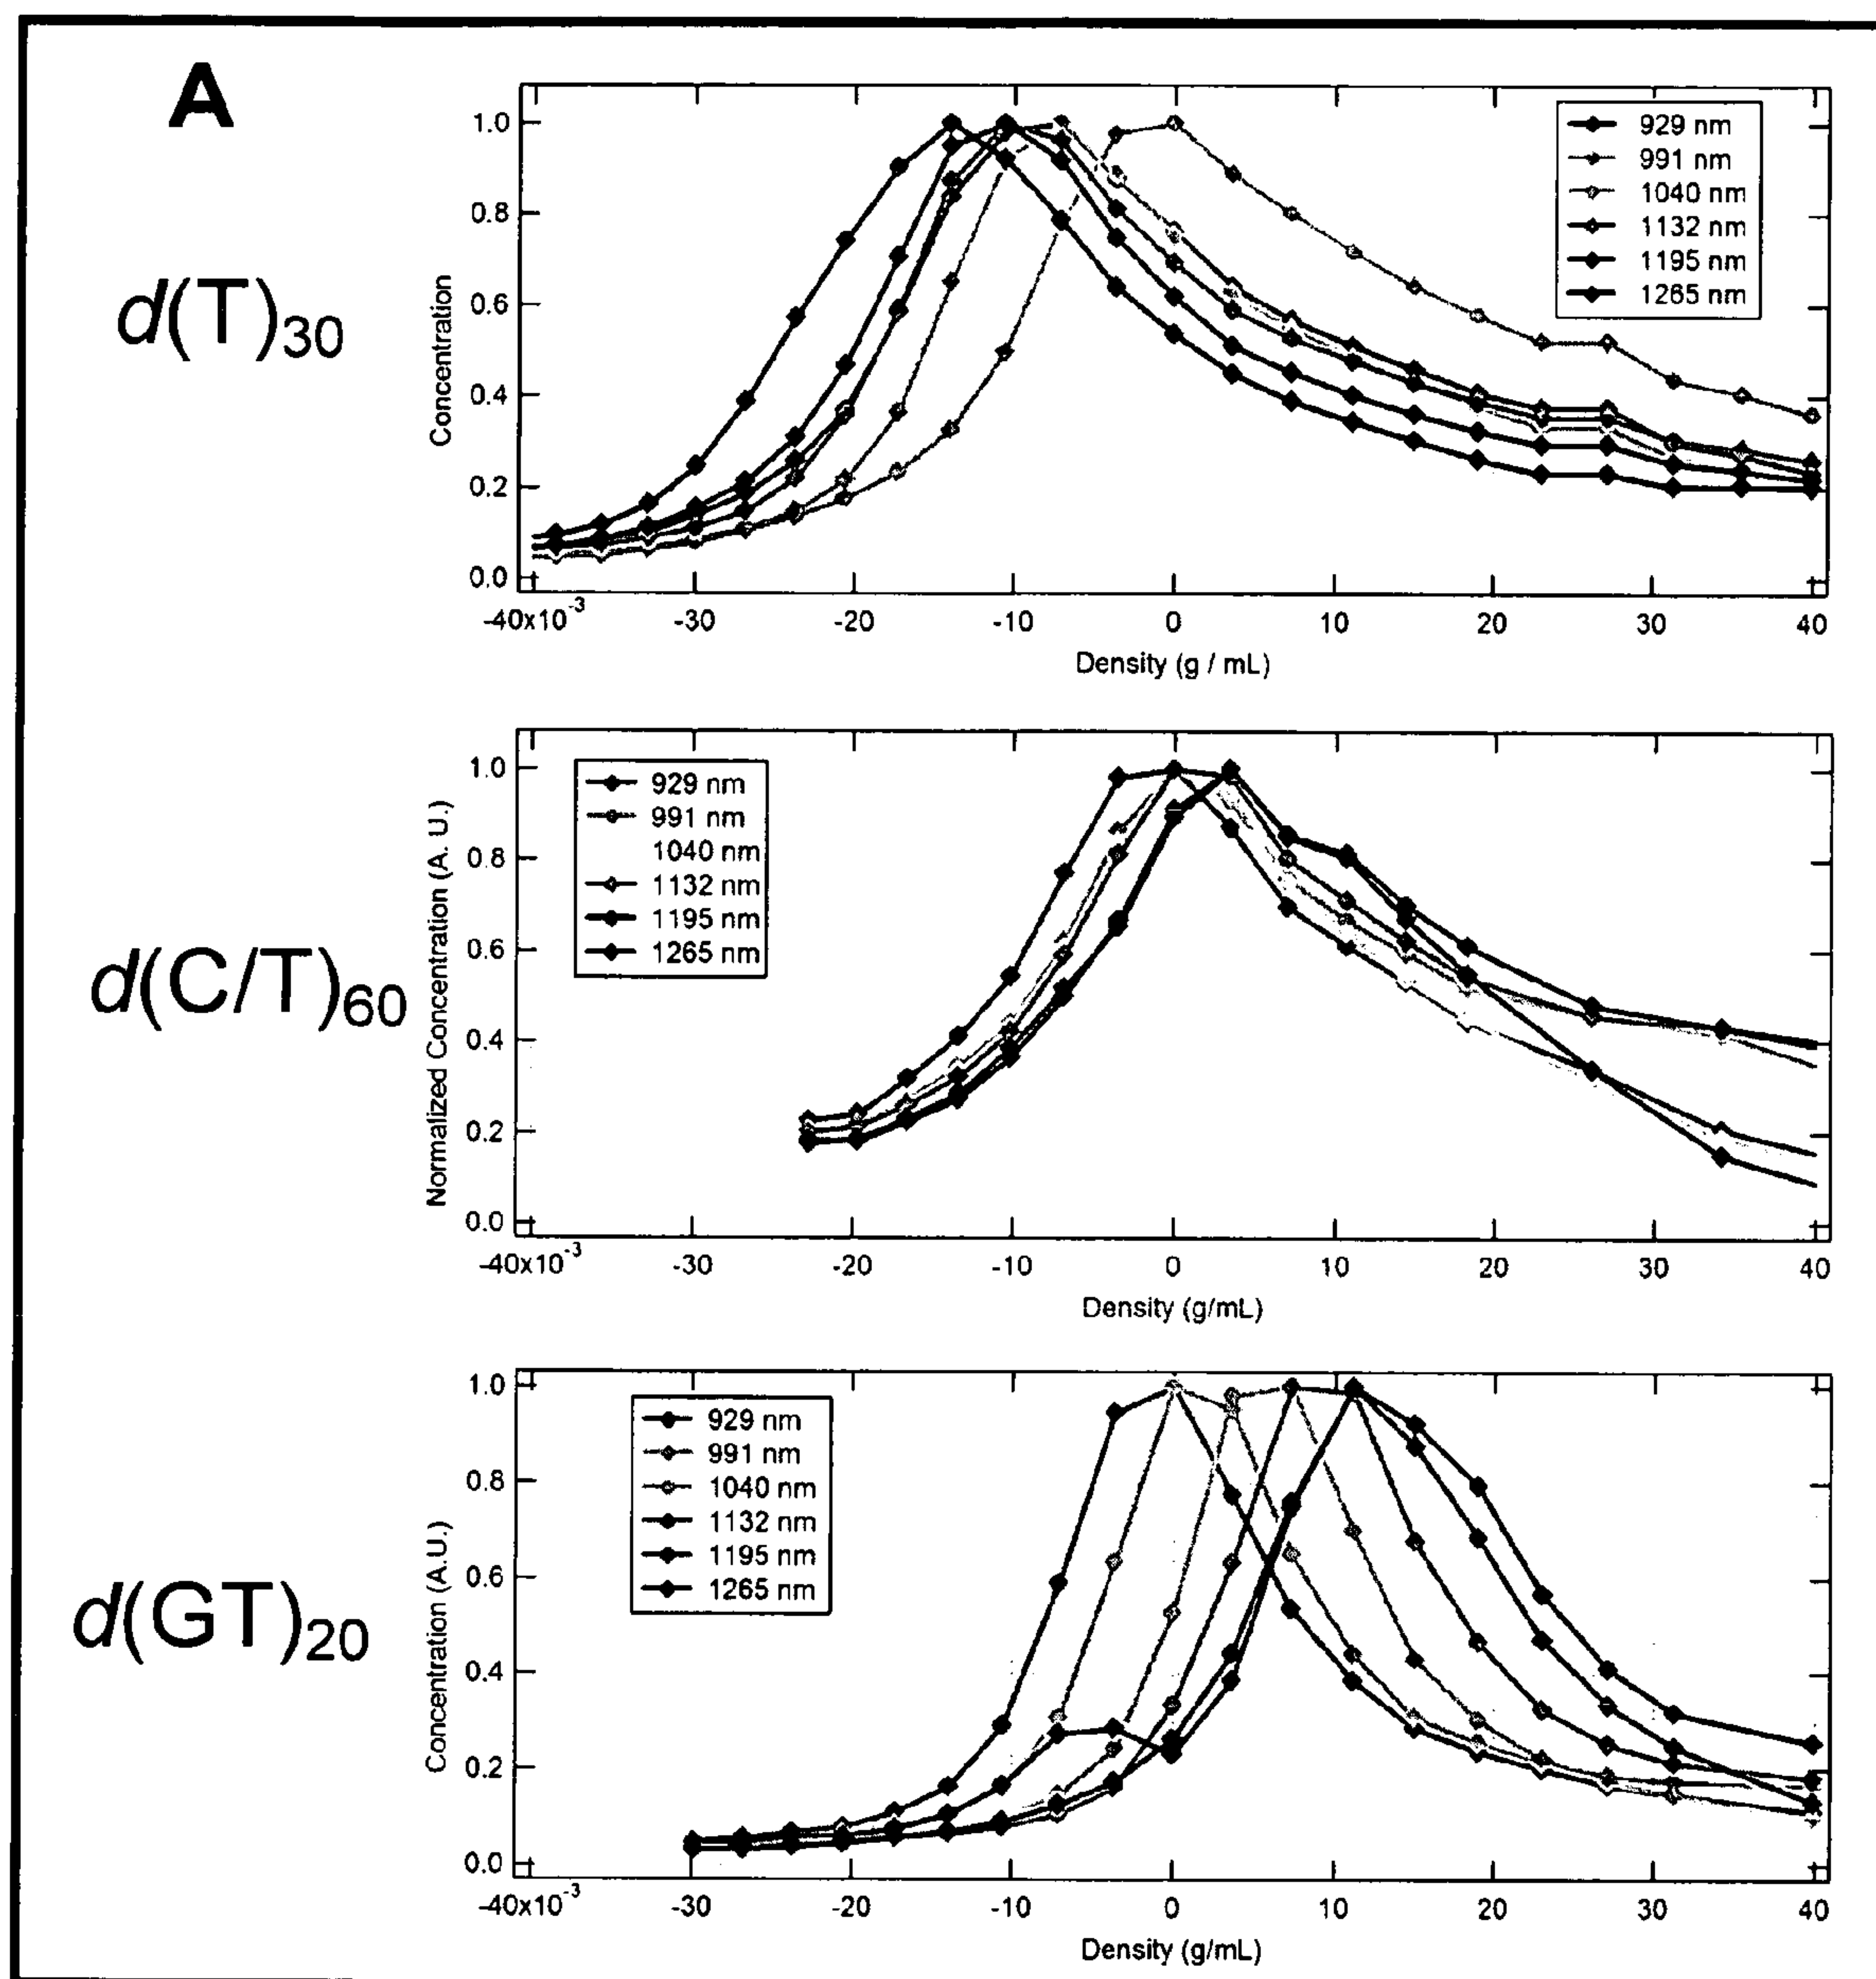 A
d(T)30
Concentration
1.0
0.8
0.6
0.4
0.2
0.0
929 nm
991 nm
1040 nm
1132 nm
1195 nm
1265 nm
-40x10-3 -30 -20 -10 0 10 20 30 40
Density (g / mL)
d(C/T)60
Normalized Concentration (A. U.)
1.0
0.8
0.6
0.4
0.2
0.0
929 nm
991 nm
1040 nm
1132 nm
1195 nm
1265 nm
-40x10-3 -30 -20 -10 0 10 20 30 40
Density (g/mL)
d(GT)20
Concentration (A.U.)
1.0
0.8
0.6
0.4
0.2
0.0
929 nm
991 nm
1040 nm
1132 nm
1195 nm
1265 nm
-40x10-3 -30 -20 -10 0 10 20 30 40
Density (g/mL)